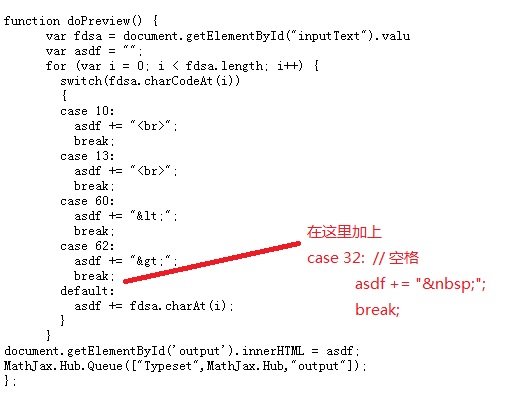 function doPreview() {
var fdsa = document.getElementById("inputText").valu
var asdf = "";
for (var i = 0; i < fdsa.length; i++) {
switch(fdsa.charCodeAt(i))
{
case 10:
asdf += "<br>";
break;
case 13:
asdf += "<br>";
break;
case 60:
asdf += "&lt;";
break;
case 62:
asdf += "&gt;";
break;
default:
asdf += fdsa.charAt(i);
}
}
document.getElementById('output').innerHTML = asdf;
MathJax.Hub.Queue(["Typeset",MathJax.Hub,"output"]);
};
在这里加上
case 32: // 空格
asdf += "&nbsp;";
break;